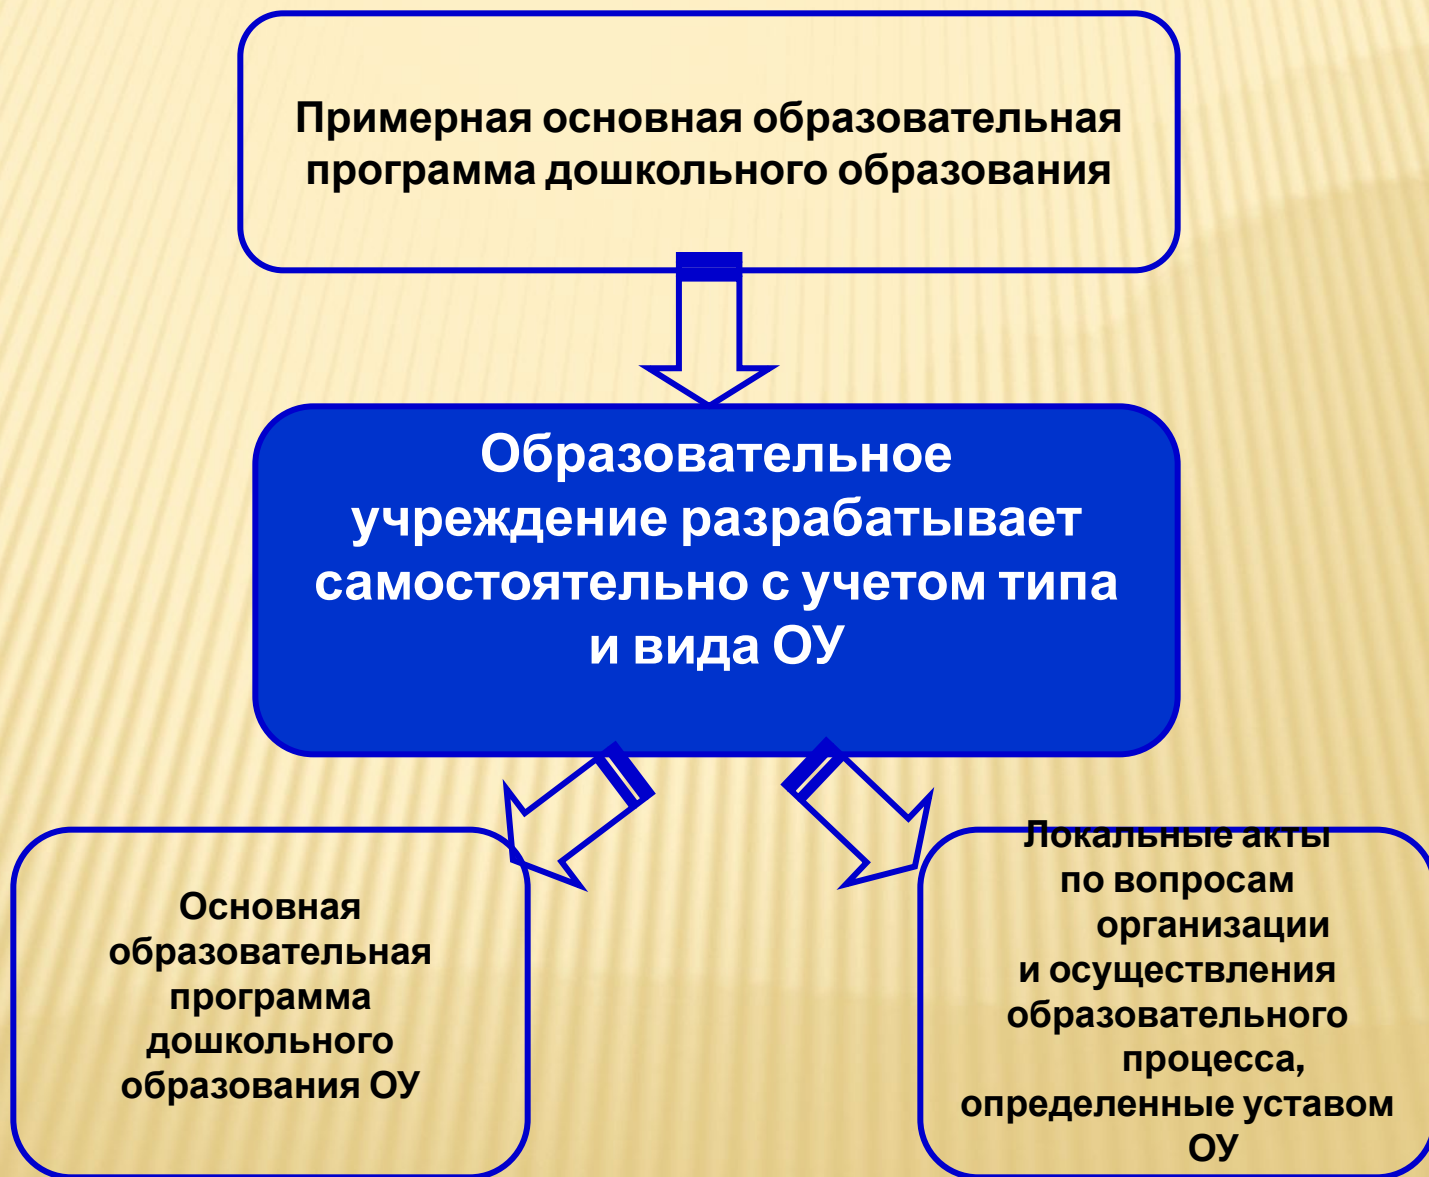 Примерная основная образовательная
программа дошкольного образования
Образовательное
учреждение разрабатывает
самостоятельно с учетом типа
и вида ОУ
Основная
образовательная
программа
дошкольного
образования ОУ
Локальные акты
по вопросам
организации
и осуществления
образовательного
процесса,
определенные уставом
ОУ